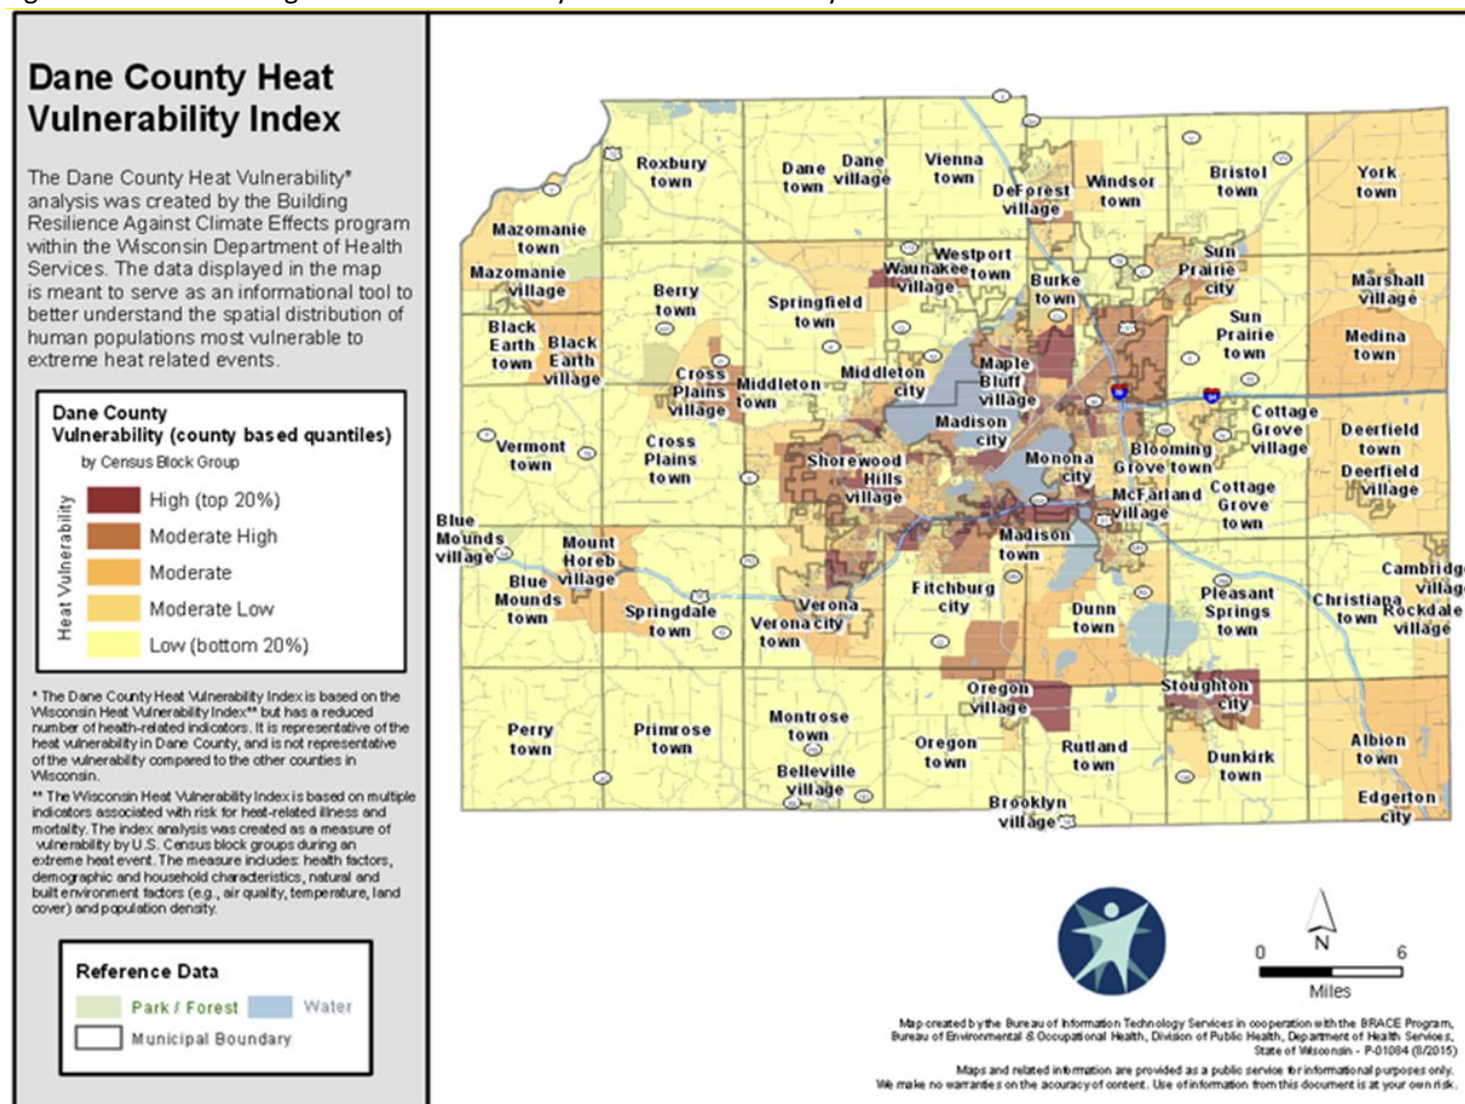 Dane County Heat
Vulnerability Index
The Dane County Heat Vulnerability*
analysis was created by the Building
Resilience Against Climate Effects program
within the Wisconsin Department of Health
Services. The data displayed in the map
is meant to serve as an informational tool to
better understand the spatial distribution of
human populations most vulnerable to
extreme heat related events.
Dane County
Vulnerability (county based quantiles)
by Census Block Group
Heat Vulnerability
High (top 20%)
Moderate High
Moderate
Moderate Low
Low (bottom 20%)
* The Dane County Heat Vulnerability Index is based on the
Wisconsin Heat Vulnerability Index** but has a reduced
number of health-related indicators. It is representative of the
heat vulnerability in Dane County, and is not representative
of the vulnerability compared to the other counties in
Wisconsin.
** The Wisconsin Heat Vulnerability Index is based on multiple
indicators associated with risk for heat-related illness and
mortality. The index analysis was created as a measure of
vulnerability by U.S. Census block groups during an
extreme heat event. The measure includes: health factors,
demographic and household characteristics, natural and
built environment factors (e.g., air quality, temperature, land
cover) and population density.
Reference Data
Park / Forest
Water
Municipal Boundary
Roxbury
town
Dane
town
Dane
village
Vienna
town
DeForest
village
Windsor
town
Bristol
town
York
town
Mazomanie
town
Mazomanie
village
Berry
town
Springfield
town
Waunakee
village
Westport
town
Burke
town
Sun
Prairie
city
Marshall
village
Black
Earth
town
Black
Earth
village
Cross
Plains
village
Middleton
town
Middleton
city
Maple
Bluff
village
Sun
Prairie
town
Medina
town
Vermont
town
Cross
Plains
town
Shorewood
Hills
village
Madison
city
Monona
city
Blooming
Grove town
Cottage
Grove
village
Deerfield
town
Deerfield
village
McFarland
village
Cottage
Grove
town
Blue
Mounds
village
Mount
Horeb
village
Madison
town
Blue
Mounds
town
Springdale
town
Verona
city
Verona
town
Fitchburg
city
Dunn
town
Pleasant
Springs
town
Christiana
town
Cambridge
village
Rockdale
village
Perry
town
Primrose
town
Montrose
town
Belleville
village
Oregon
village
Oregon
town
Rutland
town
Brooklyn
village
Stoughton
city
Dunkirk
town
Albion
town
Edgerton
city
N
0 6
Miles
Map created by the Bureau of Information Technology Services in cooperation with the BRACE Program,
Bureau of Environmental & Occupational Health, Division of Public Health, Department of Health Services,
State of Wisconsin - P-01084 (8/2015)
Maps and related information are provided as a public service for informational purposes only.
We make no warranties on the accuracy of content. Use of information from this document is at your own risk.